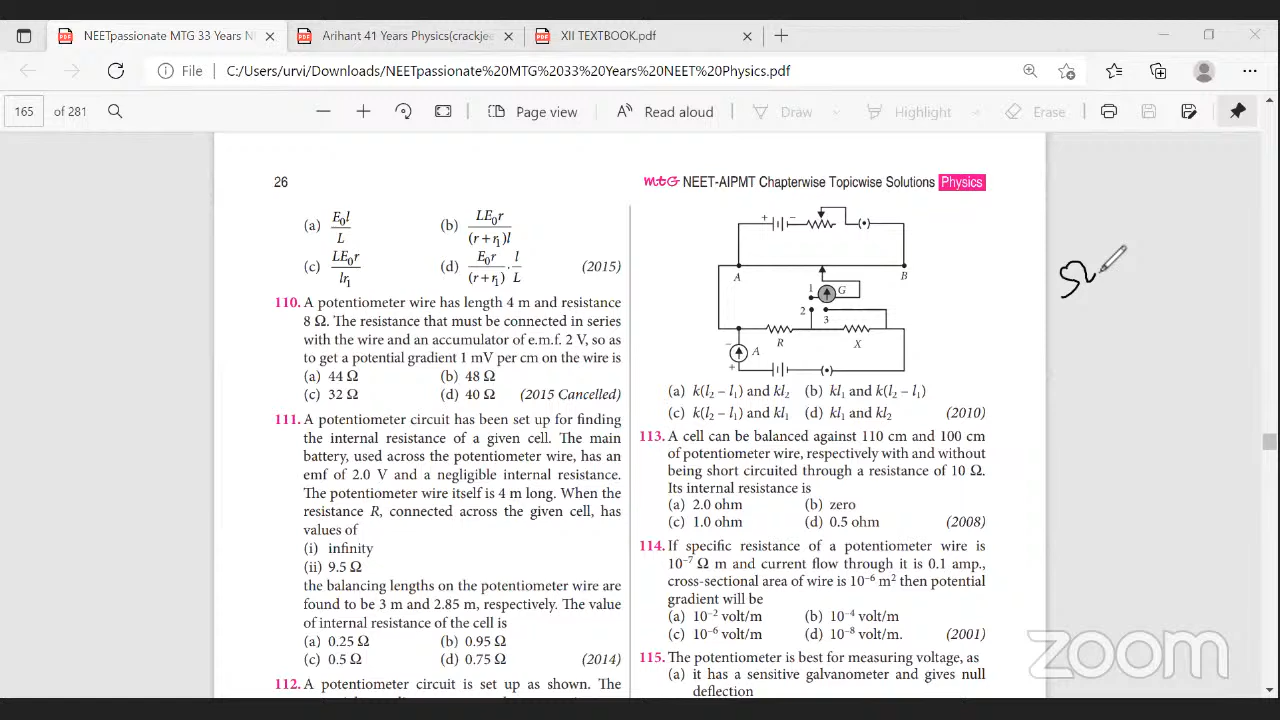 NEETpassionate MTG 33 Years N
Arihant 41 Years Physics(crackjee
XII TEXTBOOK.pdf
File
C:/Users/urvi/Downloads/NEETpassionate%20MTG%2033%20Years%20NEET%20Physics.pdf
165 of 281
Page view
Read aloud
Draw
Highlight
Erase
26
mtG NEET-AIPMT Chapterwise Topicwise Solutions Physics
(a) E₀l/L (b) LE₀r/(r + r₁)l
(c) LE₀r/lr₁ (d) E₀r/(r + r₁) · l/L (2015)
110. A potentiometer wire has length 4 m and resistance
8 Ω. The resistance that must be connected in series
with the wire and an accumulator of e.m.f. 2 V, so as
to get a potential gradient 1 mV per cm on the wire is
(a) 44 Ω (b) 48 Ω
(c) 32 Ω (d) 40 Ω (2015 Cancelled)
111. A potentiometer circuit has been set up for finding
the internal resistance of a given cell. The main
battery, used across the potentiometer wire, has an
emf of 2.0 V and a negligible internal resistance.
The potentiometer wire itself is 4 m long. When the
resistance R, connected across the given cell, has
values of
(i) infinity
(ii) 9.5 Ω
the balancing lengths on the potentiometer wire are
found to be 3 m and 2.85 m, respectively. The value
of internal resistance of the cell is
(a) 0.25 Ω (b) 0.95 Ω
(c) 0.5 Ω (d) 0.75 Ω (2014)
112. A potentiometer circuit is set up as shown. The
+ −
A B
1 G
2 3
R X
− A
+
(a) k(l₂ – l₁) and kl₂ (b) kl₁ and k(l₂ – l₁)
(c) k(l₂ – l₁) and kl₁ (d) kl₁ and kl₂ (2010)
113. A cell can be balanced against 110 cm and 100 cm
of potentiometer wire, respectively with and without
being short circuited through a resistance of 10 Ω.
Its internal resistance is
(a) 2.0 ohm (b) zero
(c) 1.0 ohm (d) 0.5 ohm (2008)
114. If specific resistance of a potentiometer wire is
10⁻⁷ Ω m and current flow through it is 0.1 amp.,
cross-sectional area of wire is 10⁻⁶ m² then potential
gradient will be
(a) 10⁻² volt/m (b) 10⁻⁴ volt/m
(c) 10⁻⁶ volt/m (d) 10⁻⁸ volt/m. (2001)
115. The potentiometer is best for measuring voltage, as
(a) it has a sensitive galvanometer and gives null
deflection
zoom